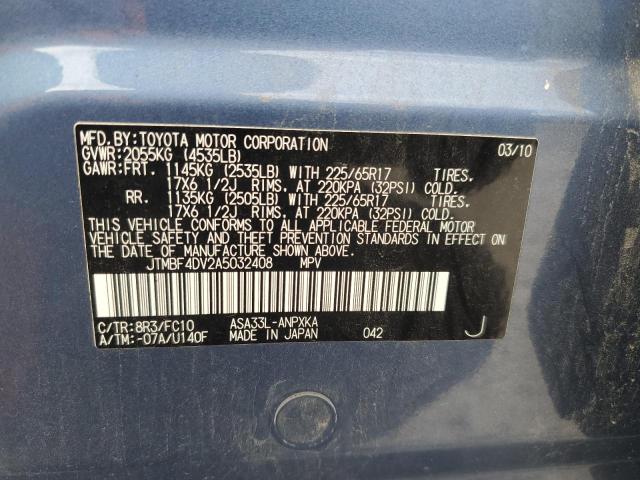 MFD.BY:TOYOTA MOTOR CORPORATION 03/10
GVWR:2055KG (4535LB)
GAWR:FRT. 1145KG (2535LB) WITH 225/65R17 TIRES.
17X6 1/2J RIMS. AT 220KPA (32PSI) COLD.
RR. 1135KG (2505LB) WITH 225/65R17 TIRES.
17X6 1/2J RIMS. AT 220KPA (32PSI) COLD.
THIS VEHICLE CONFORMS TO ALL APPLICABLE FEDERAL MOTOR
VEHICLE SAFETY AND THEFT PREVENTION STANDARDS IN EFFECT ON
THE DATE OF MANUFACTURE SHOWN ABOVE.
JTMBF4DV2A5032408 MPV
C/TR:8R3/FC10 ASA33L-ANPXKA
A/TM:-07A/U140F MADE IN JAPAN 042 J